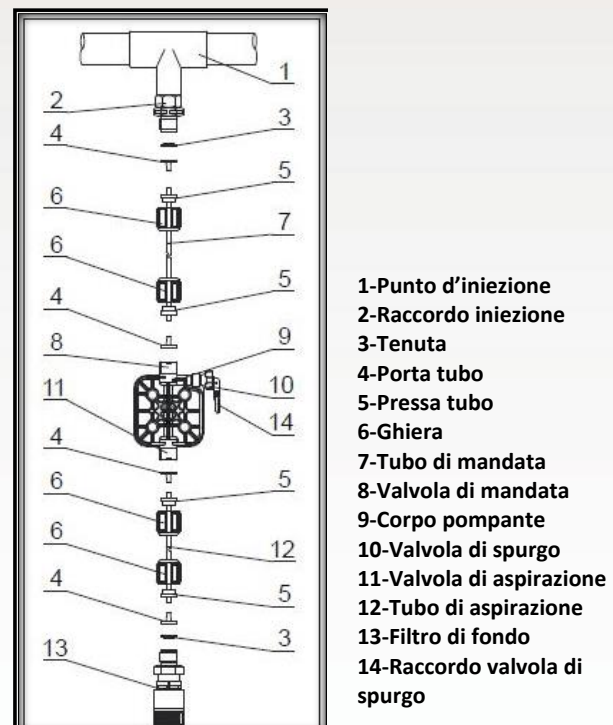 1
2
3
4
5
6
7
6
5
4
9
8
10
11
14
4
5
6
12
6
5
4
3
13
1-Punto d’iniezione
2-Raccordo iniezione
3-Tenuta
4-Porta tubo
5-Pressa tubo
6-Ghiera
7-Tubo di mandata
8-Valvola di mandata
9-Corpo pompante
10-Valvola di spurgo
11-Valvola di aspirazione
12-Tubo di aspirazione
13-Filtro di fondo
14-Raccordo valvola di
spurgo